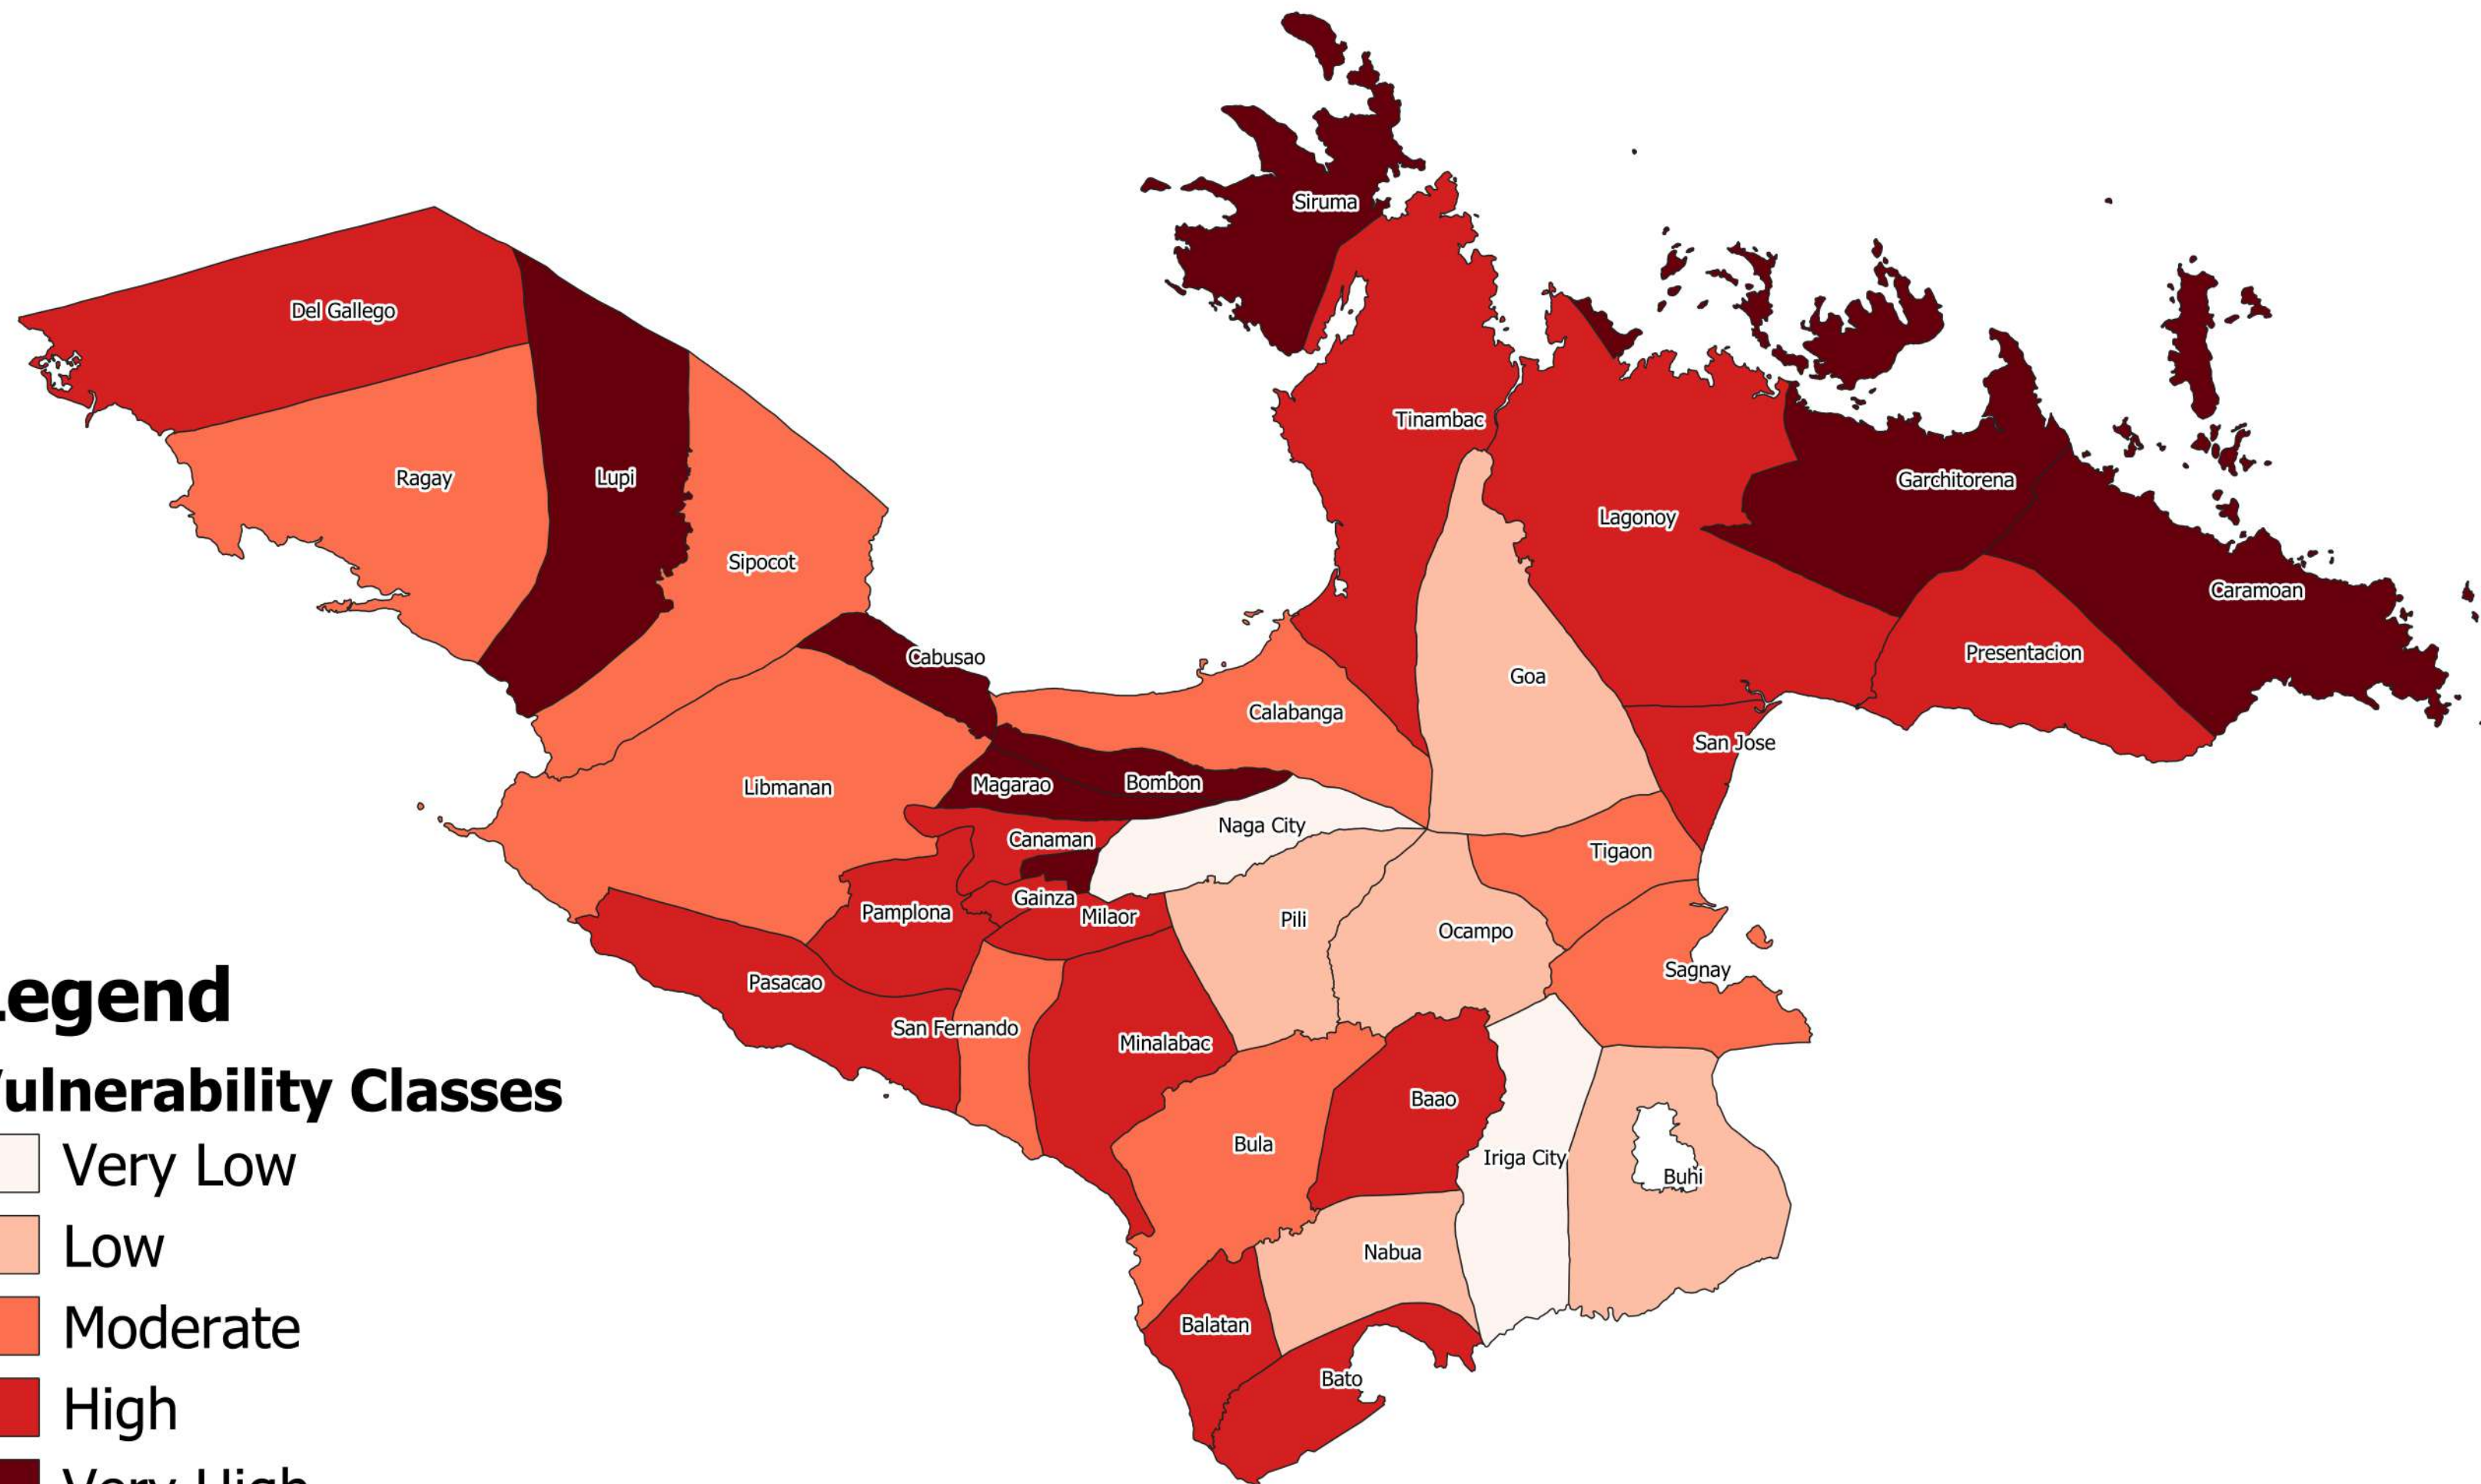 Siruma
Del Gallego
Tinambac
Ragay
Lupi
Garchitorena
Lagonoy
Sipocot
Caramoan
Cabusao
Presentacion
Goa
Calabanga
San Jose
Magarao
Bombon
Libmanan
Naga City
Canaman
Tigaon
Gainza
Pamplona
Milaor
Pili
Ocampo
Sagnay
Pasacao
San Fernando
Minalabac
Baao
Bula
Iriga City
Buhi
Nabua
Balatan
Bato
Legend
Vulnerability Classes
Very Low
Low
Moderate
High
Very High